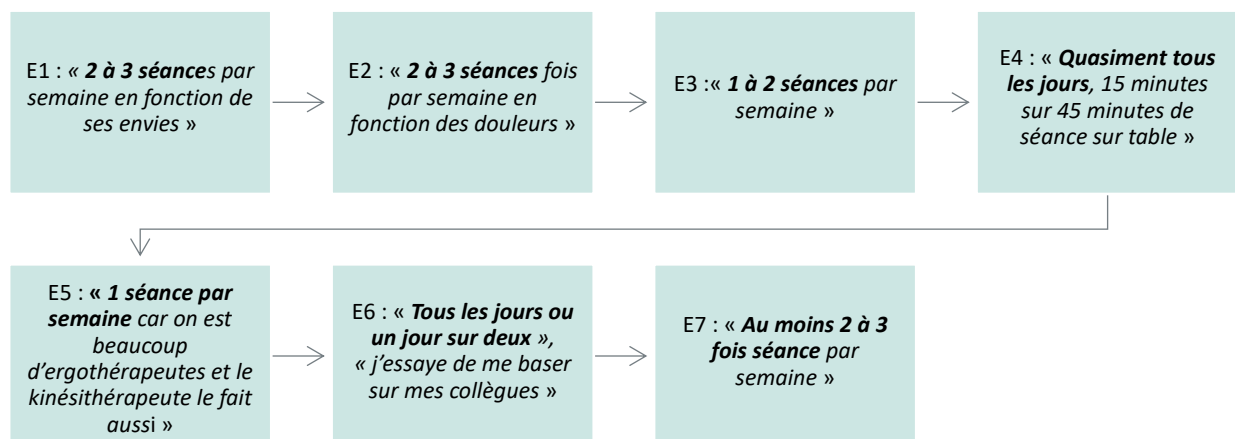 E1 : « 2 à 3 séances par
semaine en fonction de
ses envies »
E2 : « 2 à 3 séances fois
par semaine en
fonction des douleurs »
E3 :« 1 à 2 séances par
semaine »
E4 : « Quasiment tous
les jours, 15 minutes
sur 45 minutes de
séance sur table »
E5 : « 1 séance par
semaine car on est
beaucoup
d’ergothérapeutes et le
kinésithérapeute le fait
aussi »
E6 : « Tous les jours ou
un jour sur deux »,
« j’essaye de me baser
sur mes collègues »
E7 : « Au moins 2 à 3
fois séance par
semaine »